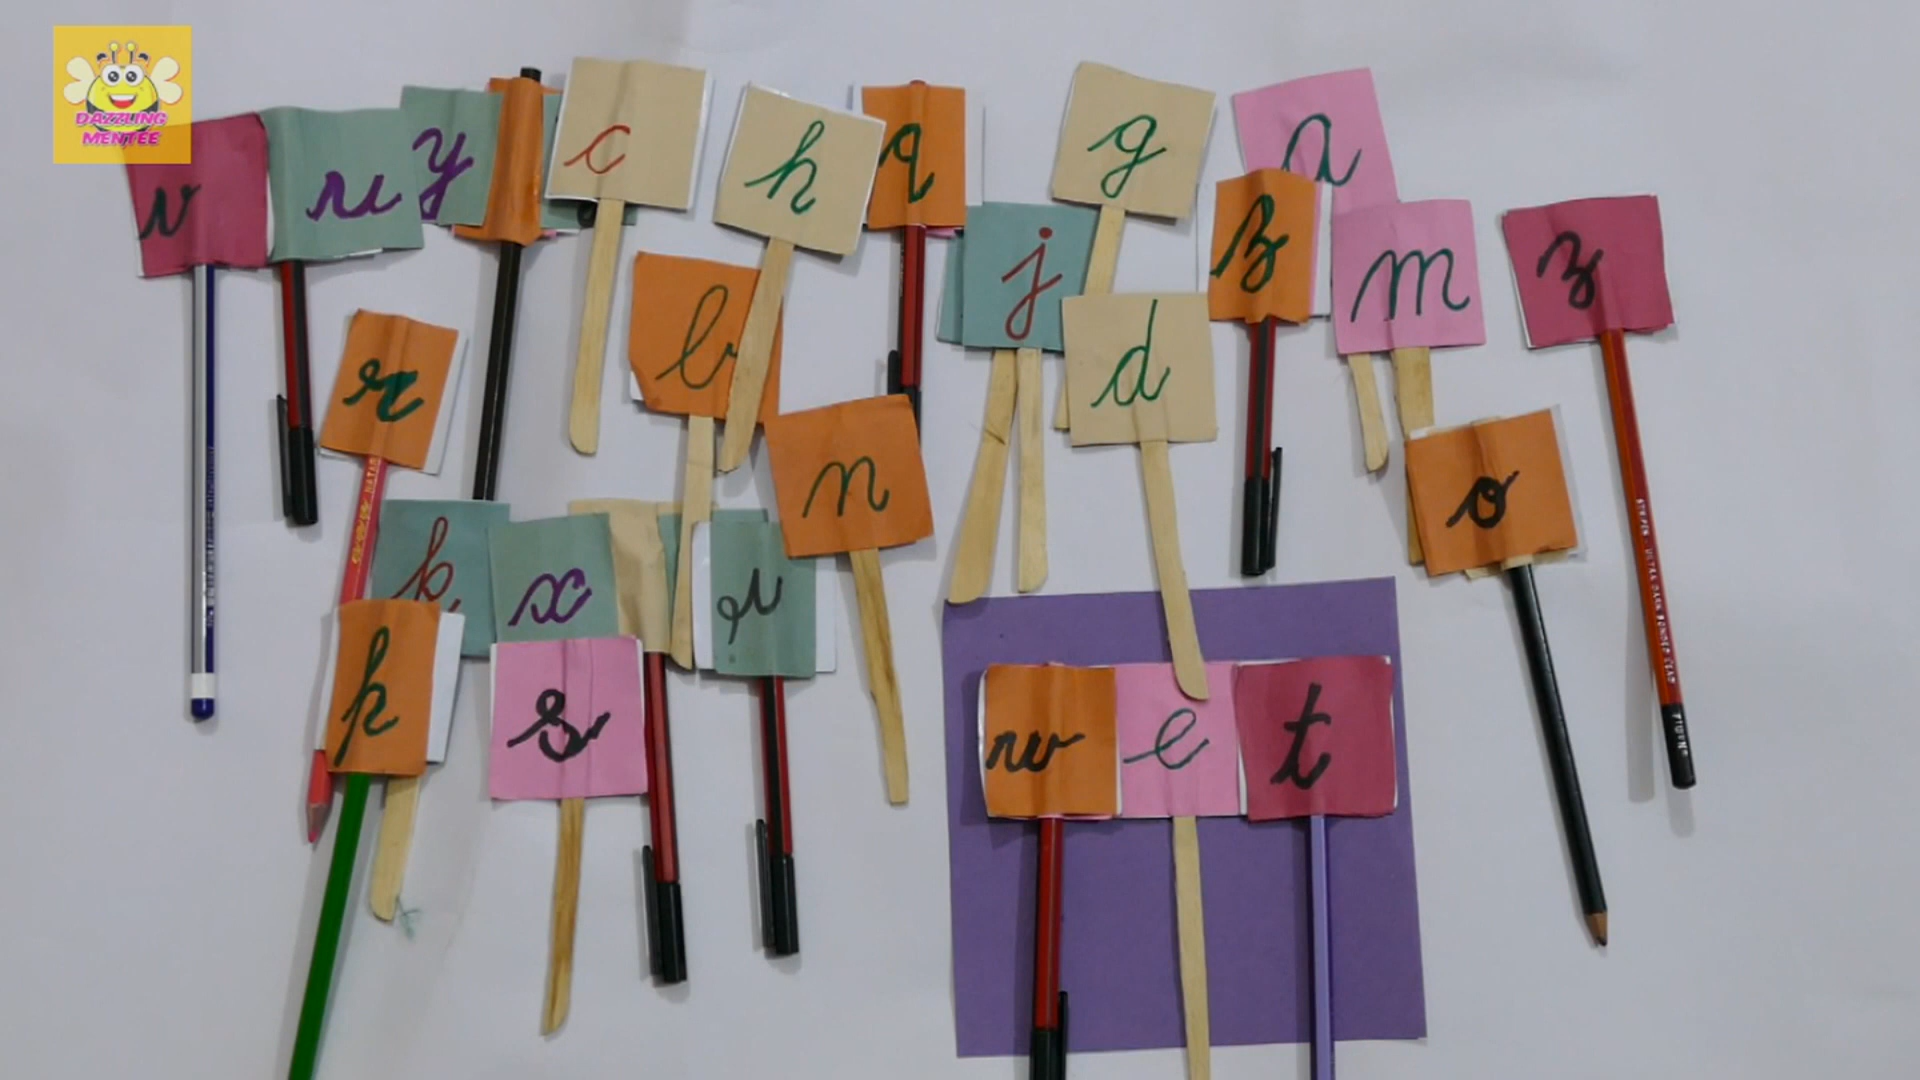 DAZZLING
MENTEE
v u y c h q g a
j z m z
r b d
n o
k x
p s
w e t